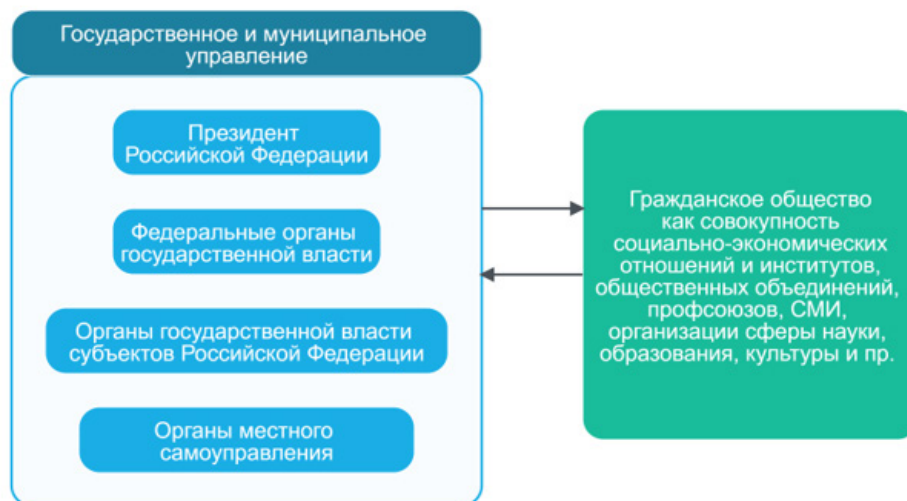 Государственное и муниципальное
управление
Президент
Российской Федерации
Федеральные органы
государственной власти
Органы государственной власти
субъектов Российской Федерации
Органы местного
самоуправления
Гражданское общество
как совокупность
социально-экономических
отношений и институтов,
общественных объединений,
профсоюзов, СМИ,
организации сферы науки,
образования, культуры и пр.